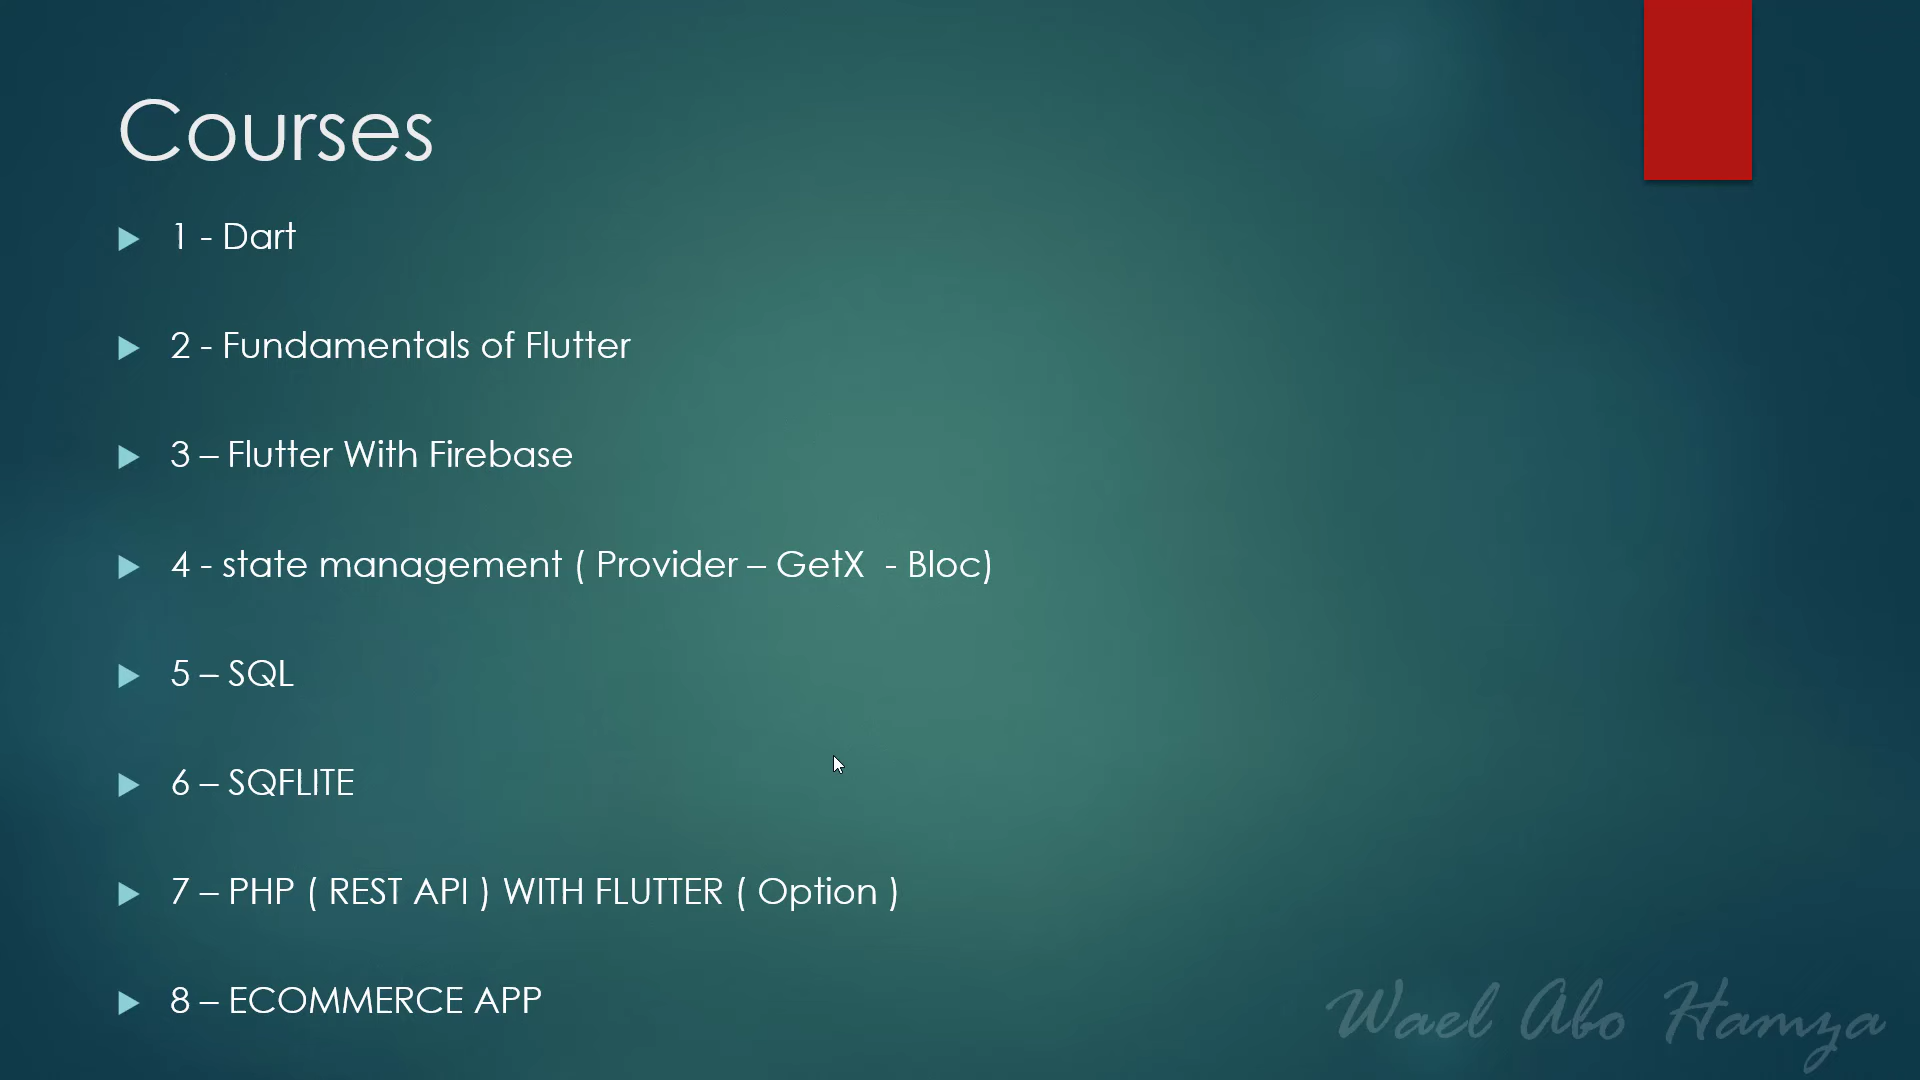 Courses
1 - Dart
2 - Fundamentals of Flutter
3 – Flutter With Firebase
4 - state management ( Provider – GetX  - Bloc)
5 – SQL
6 – SQFLITE
7 – PHP ( REST API ) WITH FLUTTER ( Option )
8 – ECOMMERCE APP
Wael Abo Hamza